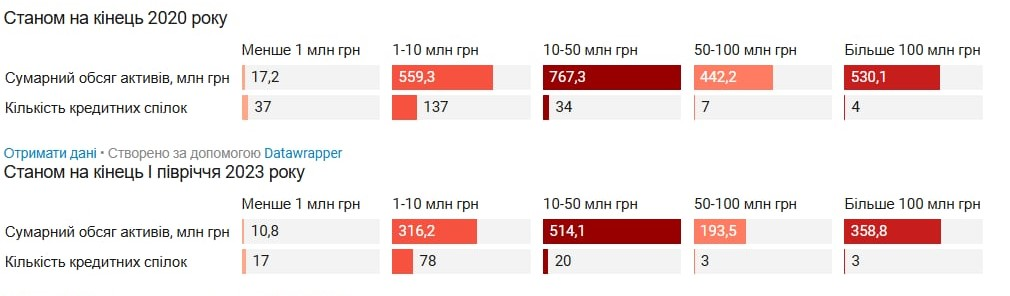 Станом на кінець 2020 року
Менше 1 млн грн 1-10 млн грн 10-50 млн грн 50-100 млн грн Більше 100 млн грн
Сумарний обсяг активів, млн грн 17,2 559,3 767,3 442,2 530,1
Кількість кредитних спілок 37 137 34 7 4
Отримати дані • Створено за допомогою Datawrapper
Станом на кінець І півріччя 2023 року
Менше 1 млн грн 1-10 млн грн 10-50 млн грн 50-100 млн грн Більше 100 млн грн
Сумарний обсяг активів, млн грн 10,8 316,2 514,1 193,5 358,8
Кількість кредитних спілок 17 78 20 3 3